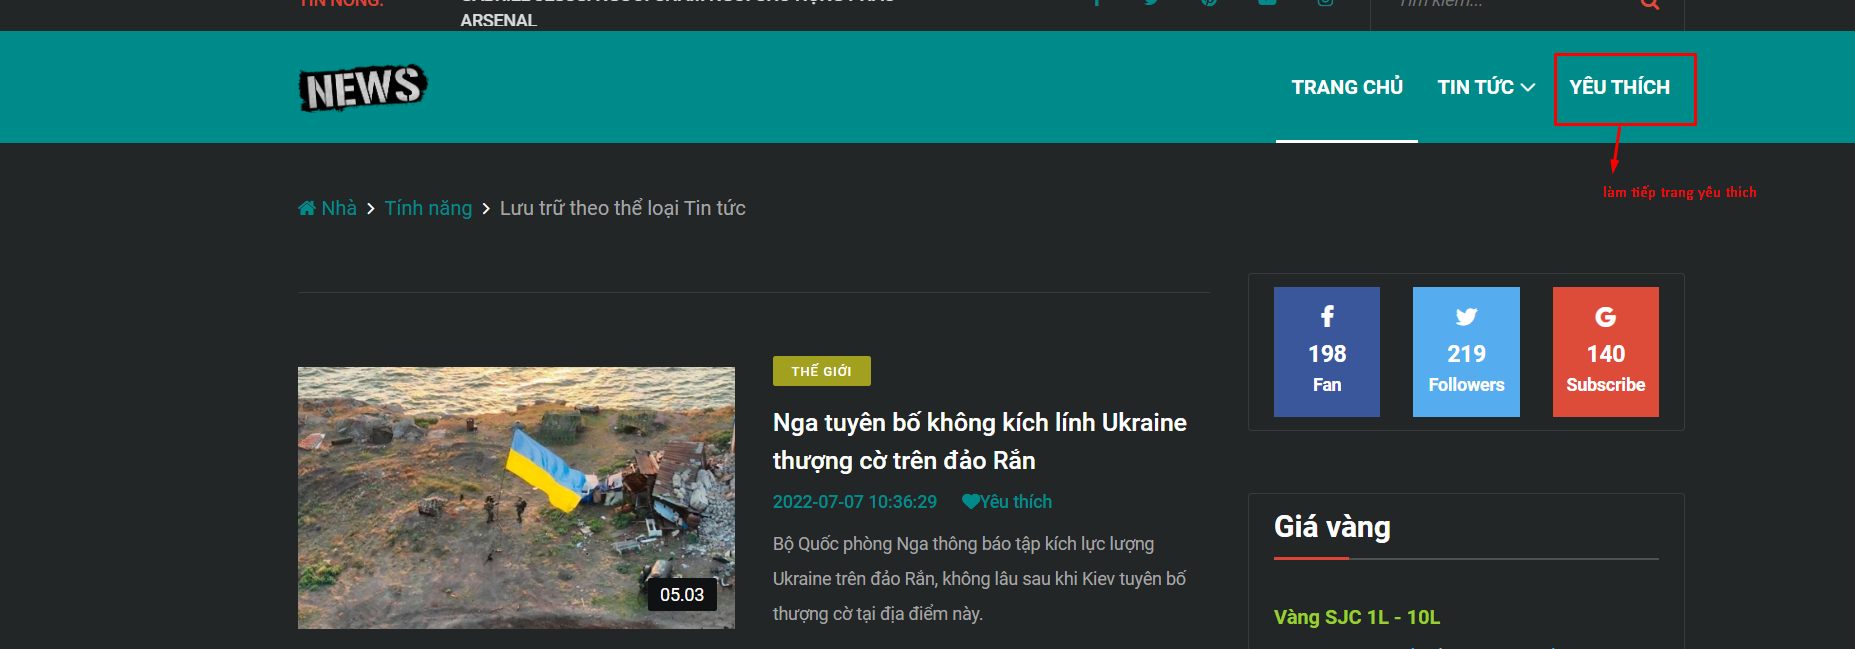 ARSENAL
Tìm kiếm...
NEWS
TRANG CHỦ
TIN TỨC
YÊU THÍCH
làm tiếp trang yêu thich
Nhà
Tính năng
Lưu trữ theo thể loại Tin tức
198
Fan
219
Followers
140
Subscribe
THẾ GIỚI
Nga tuyên bố không kích lính Ukraine
thượng cờ trên đảo Rắn
2022-07-07 10:36:29
Yêu thích
Bộ Quốc phòng Nga thông báo tập kích lực lượng
Ukraine trên đảo Rắn, không lâu sau khi Kiev tuyên bố
thượng cờ tại địa điểm này.
05.03
Giá vàng
Vàng SJC 1L - 10L